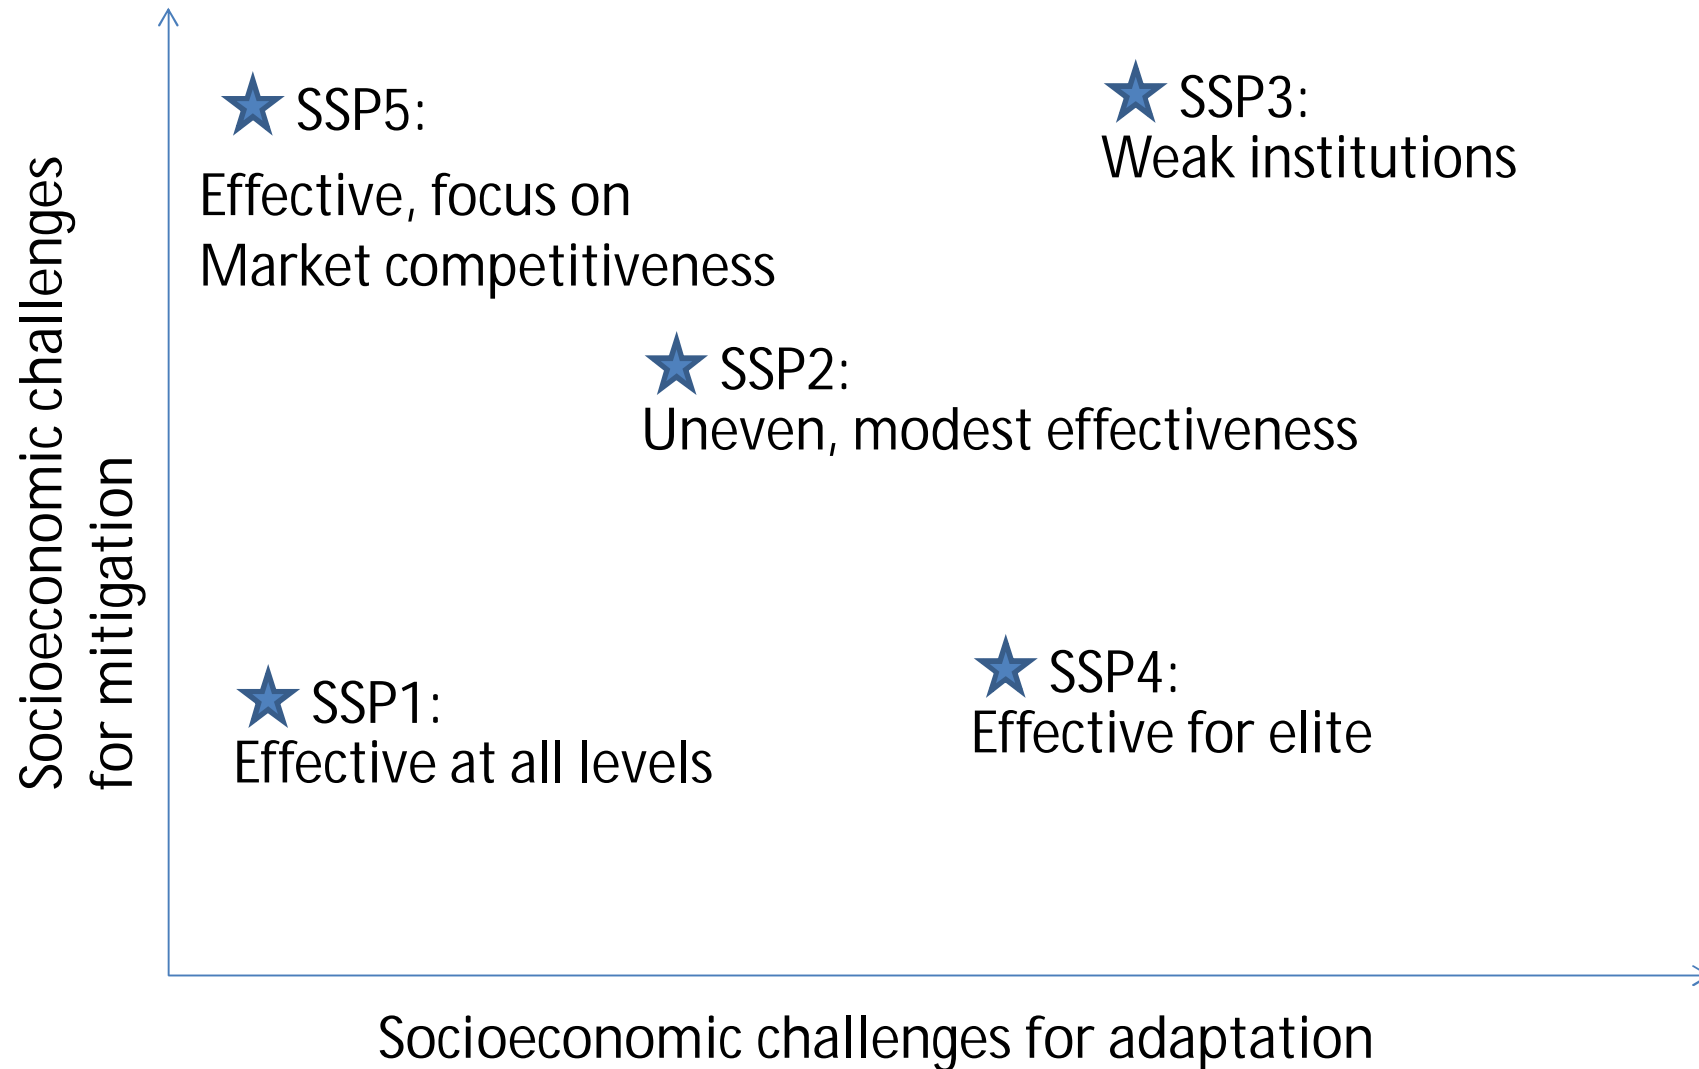 Socioeconomic challenges
for mitigation
SSP5:
Effective, focus on
Market competitiveness
SSP3:
Weak institutions
SSP2:
Uneven, modest effectiveness
SSP1:
Effective at all levels
SSP4:
Effective for elite
Socioeconomic challenges for adaptation